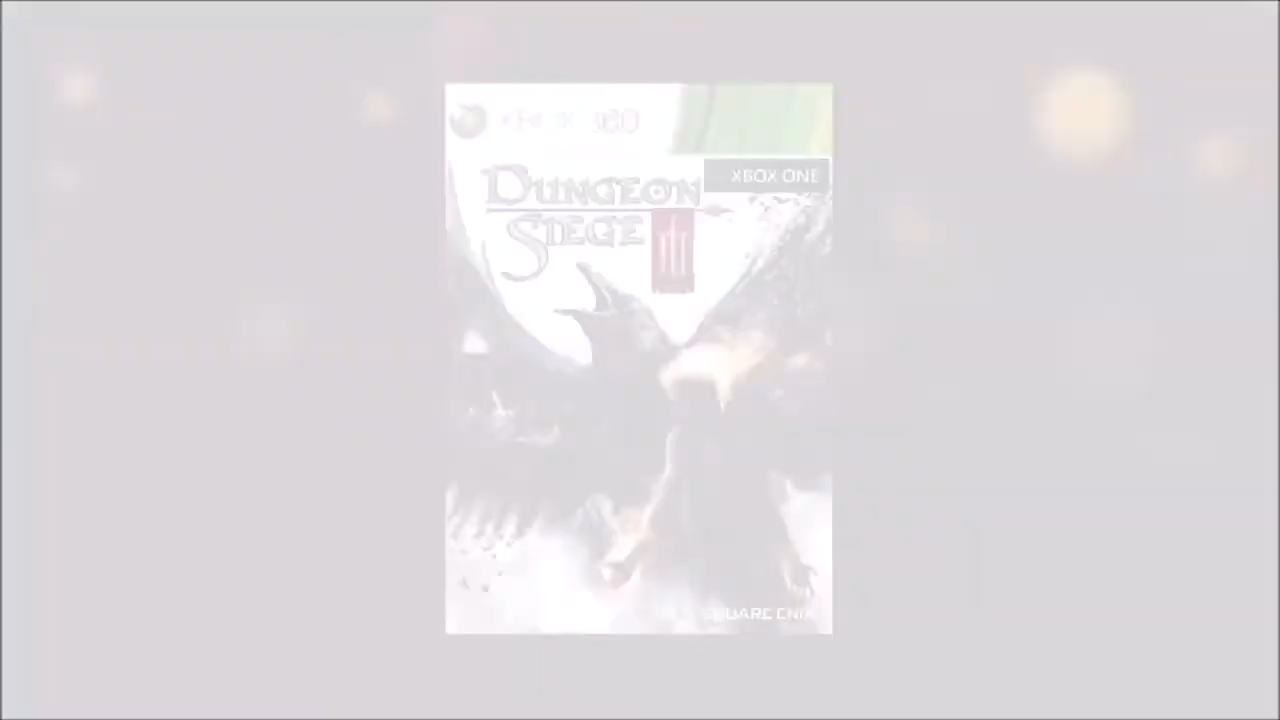 XBOX 360
XBOX ONE
DUNGEON
SIEGE III
SQUARE ENIX